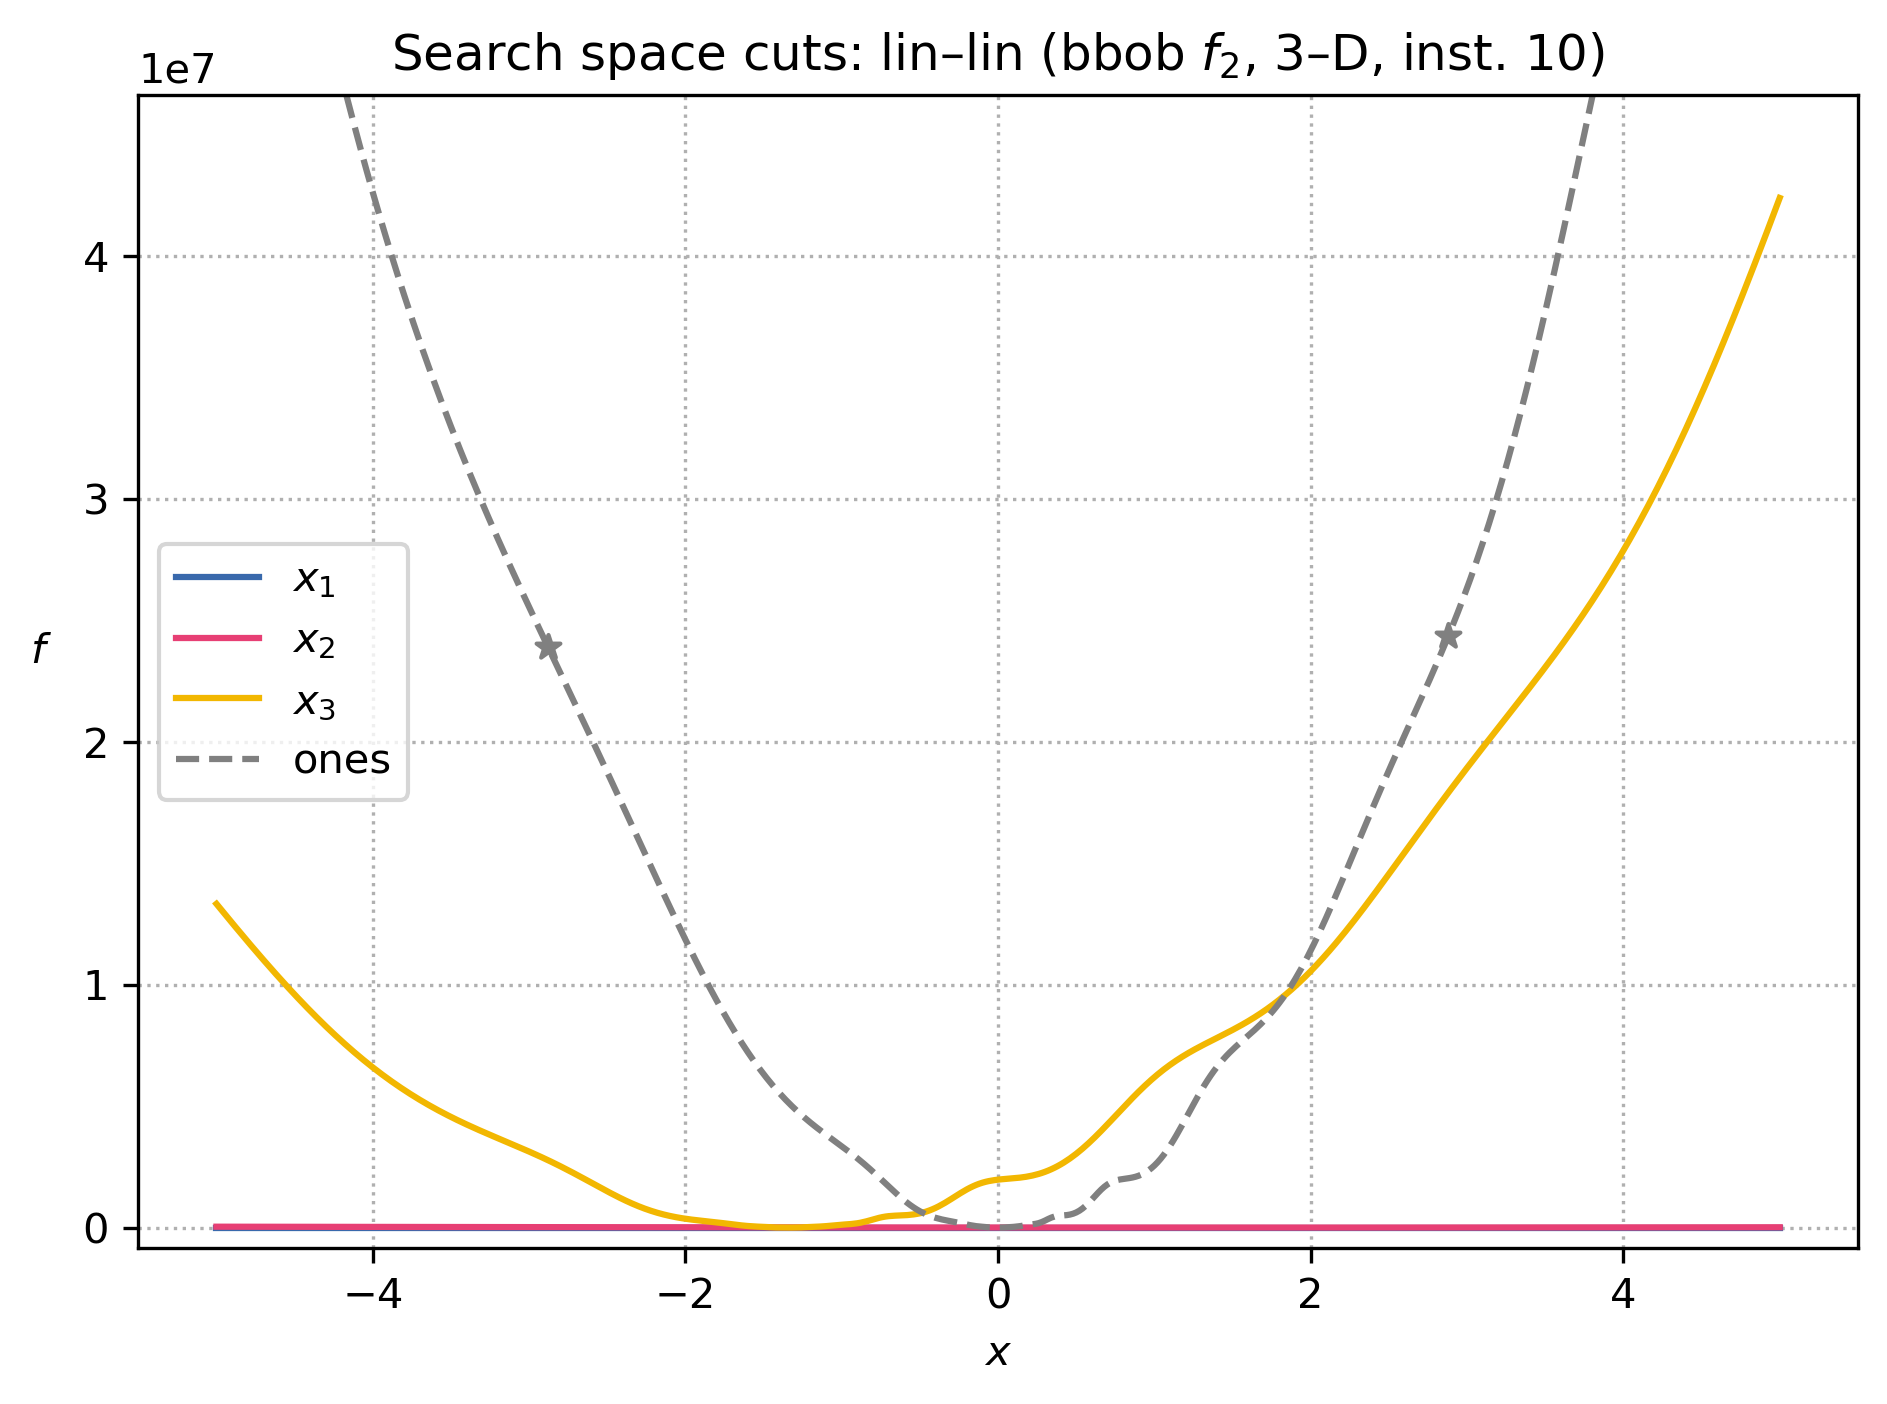 Search space cuts: lin–lin (bbob f₂, 3–D, inst. 10)
1e7
4
3
2
1
0
f
x₁
x₂
x₃
ones
−4 −2 0 2 4
x